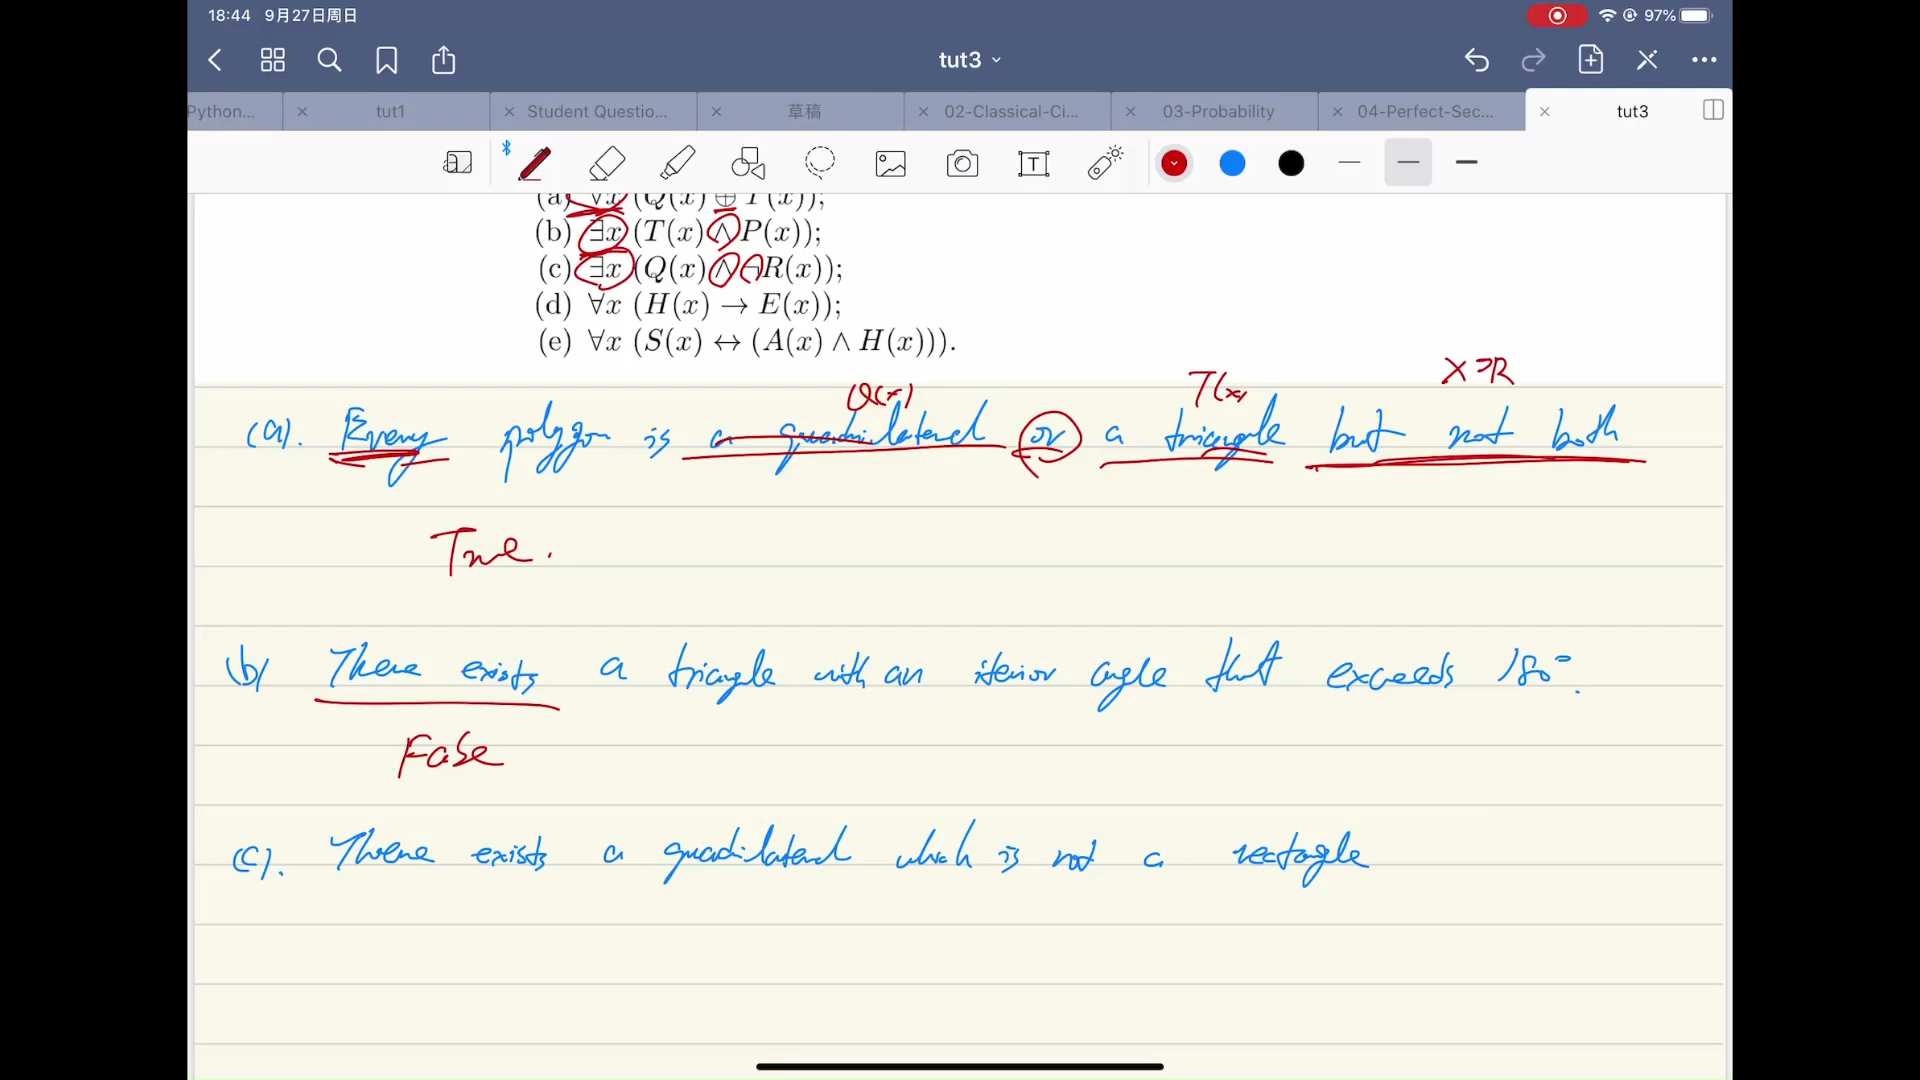 18:44 9月27日周日 97%
tut3
Python... tut1 Student Questio... 草稿 02-Classical-Ci... 03-Probability 04-Perfect-Sec... tut3
(a) ∀x (Q(x) ⊕ T(x));
(b) ∃x (T(x) ∧ P(x));
(c) ∃x (Q(x) ∧ ¬R(x));
(d) ∀x (H(x) → E(x));
(e) ∀x (S(x) ↔ (A(x) ∧ H(x))).
Q(x) T(x)
(a). Every polygon is a quadrilateral or a triangle but not both
True.
(b) There exists a triangle with an iterior angle that exceeds 180°.
False
(c). There exists a quadrilateral which is not a rectangle